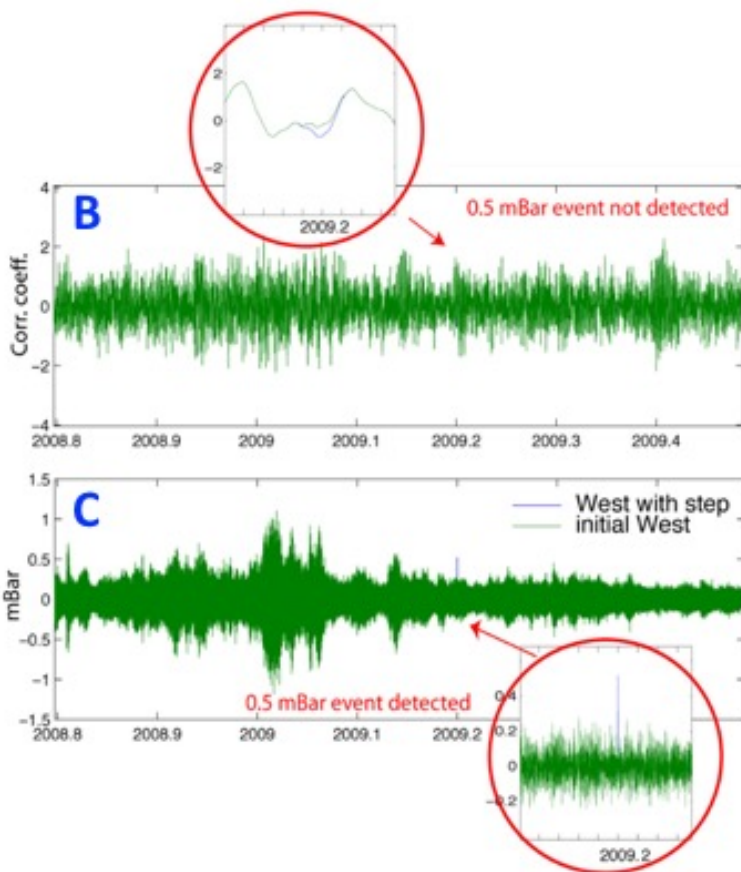 2
0
−2
2009.2
B
0.5 mBar event not detected
4
2
0
−2
−4
Corr. coeff.
2008.8 2008.9 2009 2009.1 2009.2 2009.3 2009.4
C
West with step
initial West
1.5
1
0.5
0
−0.5
−1
−1.5
mBar
0.5 mBar event detected
2008.8 2008.9 2009 2009.1 2009.2
0.4
0.2
0
−0.2
2009.2